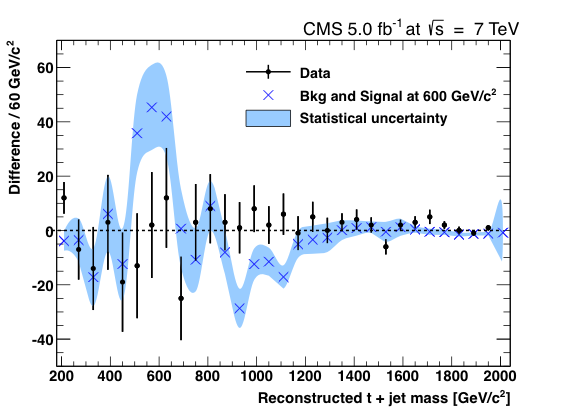 CMS 5.0 fb⁻¹ at √s = 7 TeV
Difference / 60 GeV/c²
Data
Bkg and Signal at 600 GeV/c²
Statistical uncertainty
60
40
20
0
-20
-40
200 400 600 800 1000 1200 1400 1600 1800 2000
Reconstructed t + jet mass [GeV/c²]